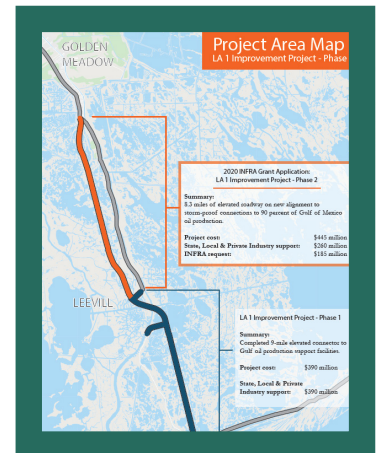 GOLDEN
MEADOW
Project Area Map
LA 1 Improvement Project - Phase
2020 INFRA Grant Application:
LA 1 Improvement Project - Phase 2
Summary:
8.3 miles of elevated roadway on new alignment to
storm-proof connections to 90 percent of Gulf of Mexico
oil production.
Project cost: $445 million
State, Local & Private Industry support: $260 million
INFRA request: $185 million
LEEVILL
LA 1 Improvement Project - Phase 1
Summary:
Completed 9-mile elevated connector to
Gulf oil production support facilities.
Project cost: $390 million
State, Local & Private
Industry support: $390 million